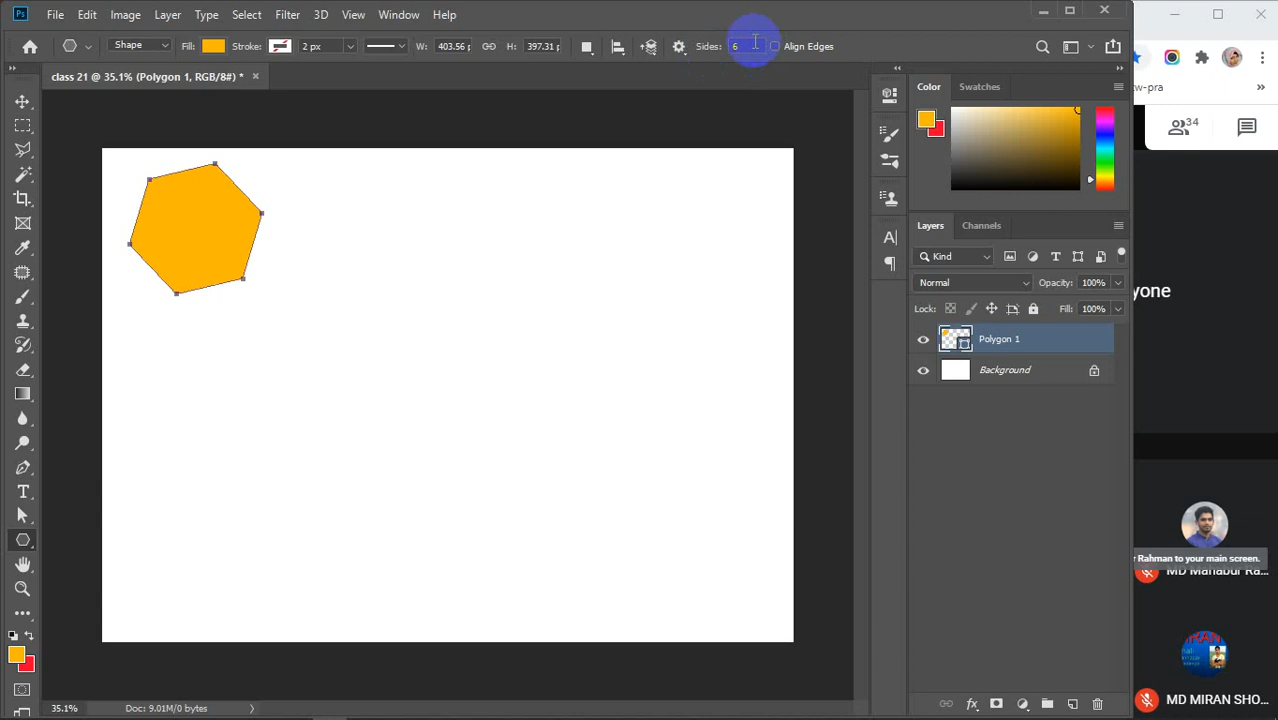 Ps File Edit Image Layer Type Select Filter 3D View Window Help
Shape Fill: Stroke: 2 px W: 403.56 p H: 397.31 p Sides: 6 Align Edges
class 21 @ 35.1% (Polygon 1, RGB/8#) * ×
Color Swatches
tw-pra
34
Layers Channels
Kind
Normal Opacity: 100%
Lock: Fill: 100%
yone
Polygon 1
Background
r Rahman to your main screen.
MD Mahabur Ra...
MD MIRAN SHO...
35.1% Doc: 9.01M/0 bytes